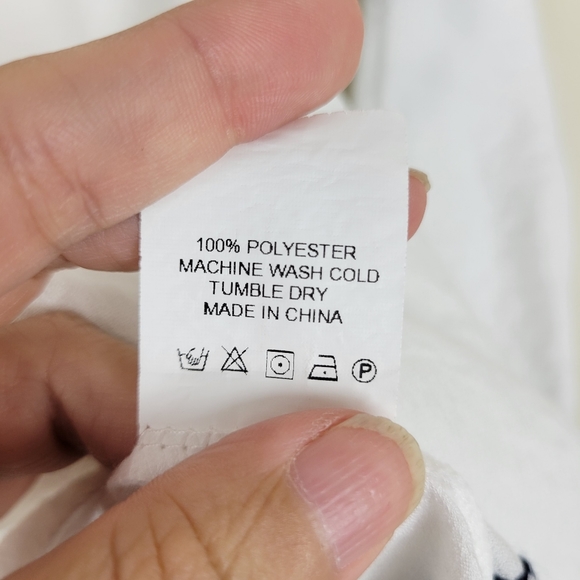 100% POLYESTER
MACHINE WASH COLD
TUMBLE DRY
MADE IN CHINA
P